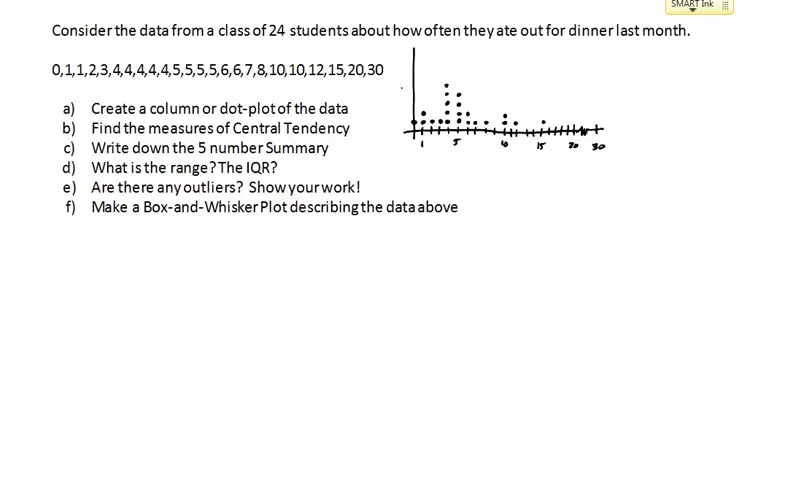 SMART Ink
Consider the data from a class of 24 students about how often they ate out for dinner last month.
0,1,1,2,3,4,4,4,4,4,5,5,5,5,6,6,7,8,10,10,12,15,20,30
a) Create a column or dot-plot of the data
b) Find the measures of Central Tendency
c) Write down the 5 number Summary
d) What is the range? The IQR?
e) Are there any outliers? Show your work!
f) Make a Box-and-Whisker Plot describing the data above
1 5 10 15 20 30